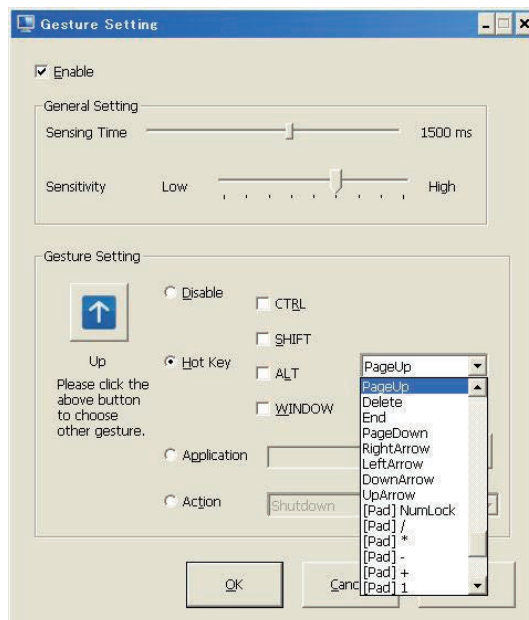 Gesture Setting
Enable
General Setting
Sensing Time
1500 ms
Sensitivity
Low
High
Gesture Setting
Disable
CTRL
SHIFT
Up
Hot Key
ALT
WINDOW
Please click the
above button
to choose
other gesture.
PageUp
PageUp
Delete
End
PageDown
RightArrow
LeftArrow
DownArrow
UpArrow
[Pad] NumLock
[Pad] /
[Pad] *
[Pad] -
[Pad] +
[Pad] 1
Application
Action
Shutdown
OK